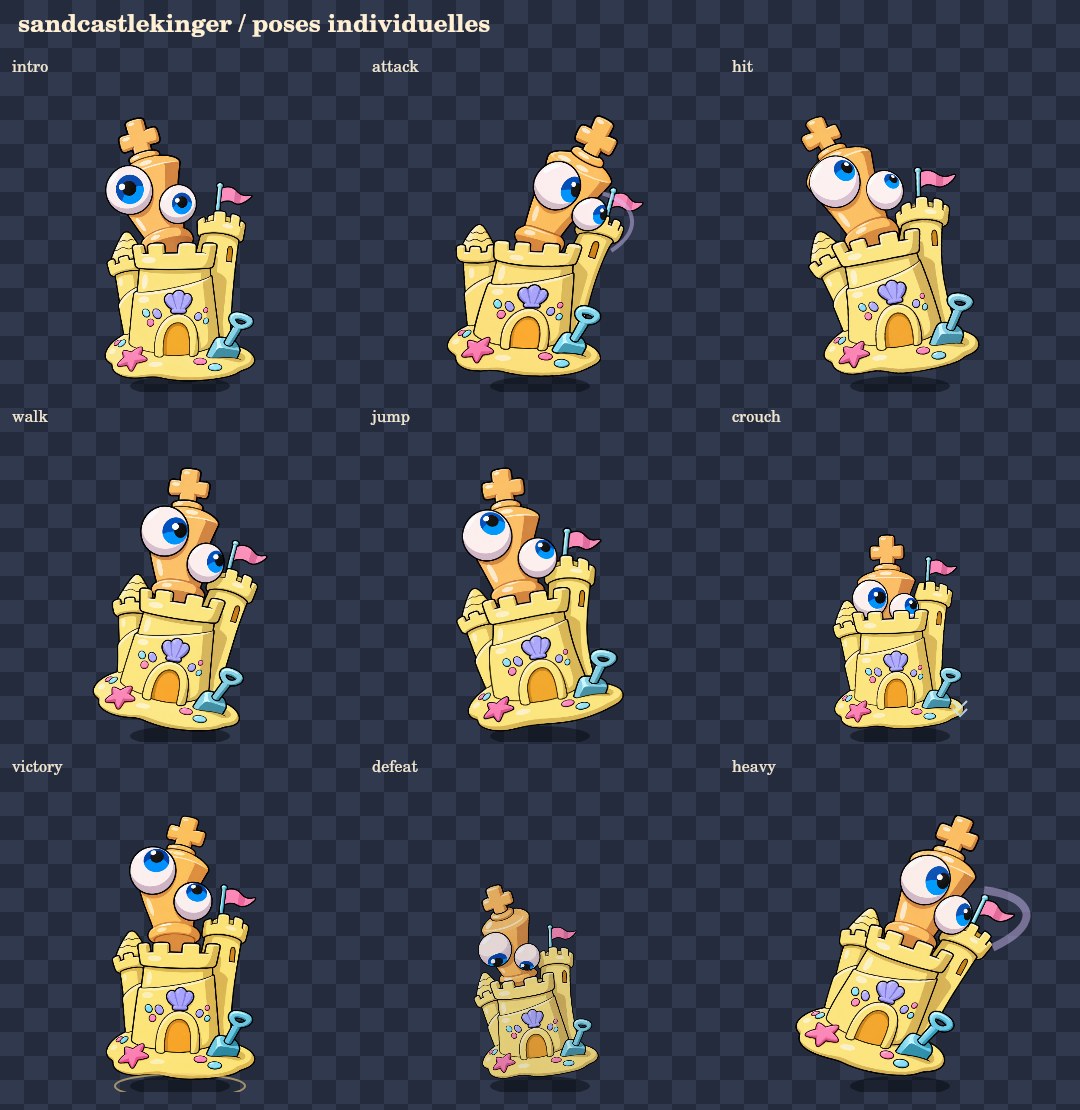 sandcastlekinger / poses individuelles
intro
attack
hit
walk
jump
crouch
victory
defeat
heavy